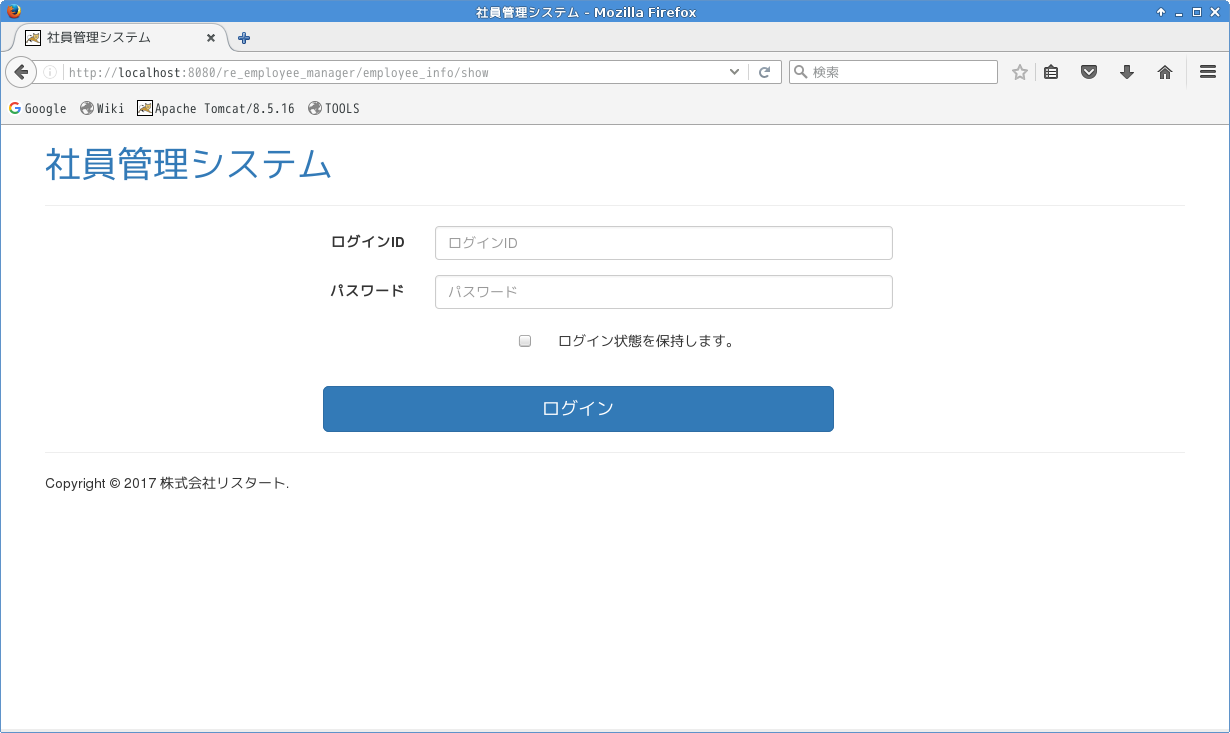 社員管理システム - Mozilla Firefox
社員管理システム
http://localhost:8080/re_employee_manager/employee_info/show
検索
Google Wiki Apache Tomcat/8.5.16 TOOLS
社員管理システム
ログインID ログインID
パスワード パスワード
ログイン状態を保持します。
ログイン
Copyright © 2017 株式会社リスタート.